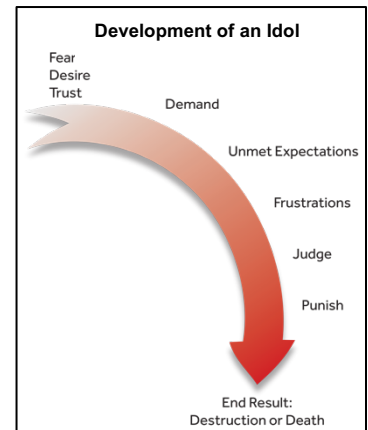 Development of an Idol
Fear
Desire
Trust
Demand
Unmet Expectations
Frustrations
Judge
Punish
End Result:
Destruction or Death